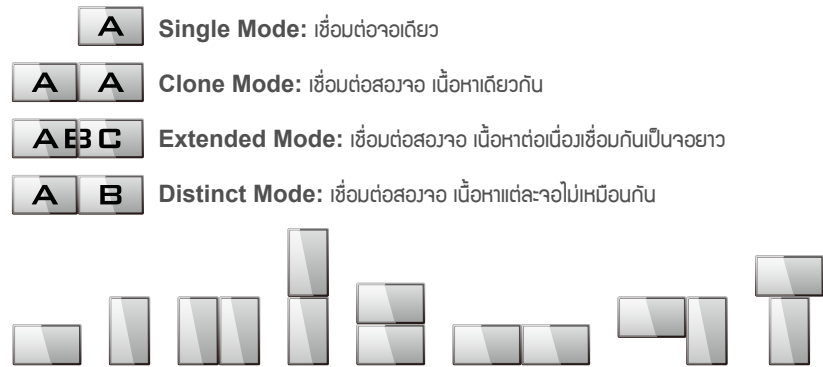 A Single Mode: เชื่อมต่อจอเดียว
A A Clone Mode: เชื่อมต่อสองจอ เนื้อหาเดียวกัน
ABC Extended Mode: เชื่อมต่อสองจอ เนื้อหาต่อเนื่องเชื่อมกันเป็นจอยาว
A B Distinct Mode: เชื่อมต่อสองจอ เนื้อหาแต่ละจอไม่เหมือนกัน